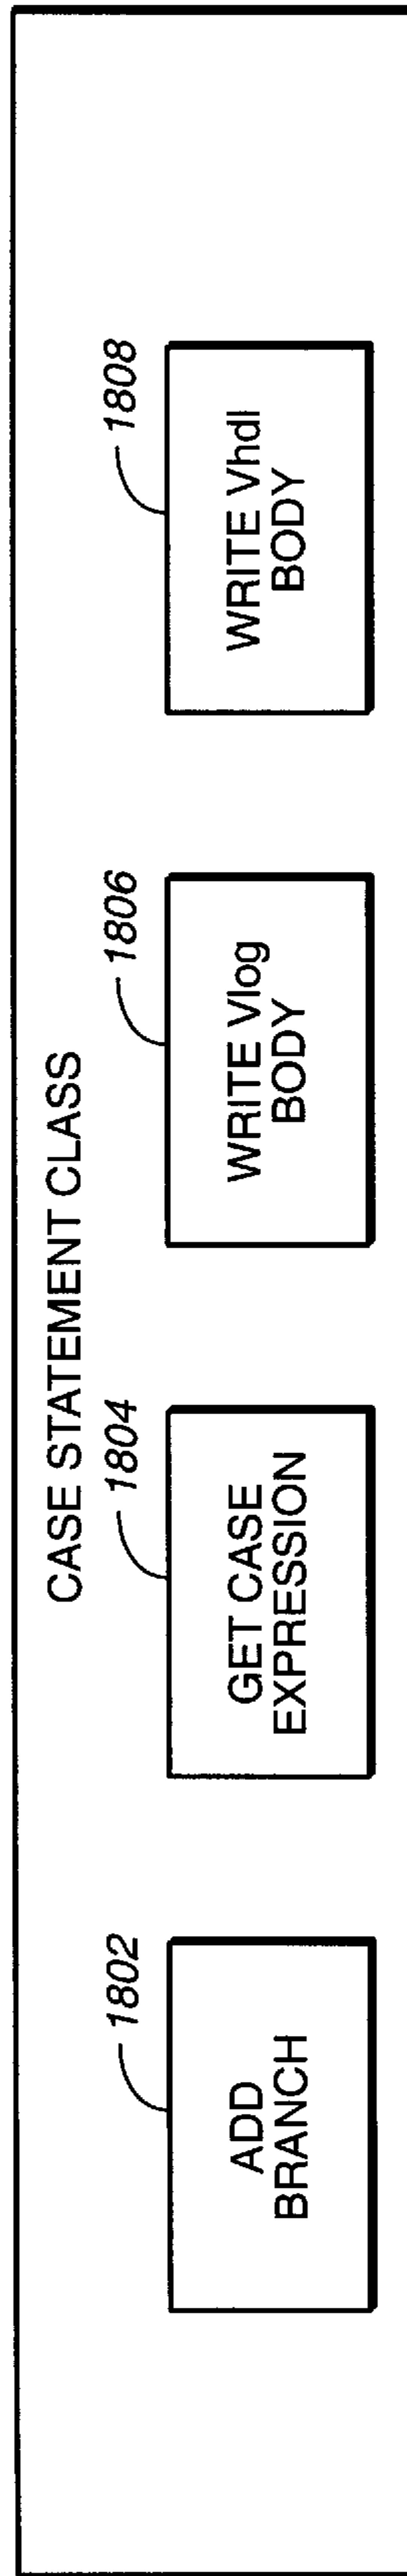 CASE STATEMENT CLASS
1802
ADD
BRANCH
1804
GET CASE
EXPRESSION
1806
WRITE Vlog
BODY
1808
WRITE Vhdl
BODY